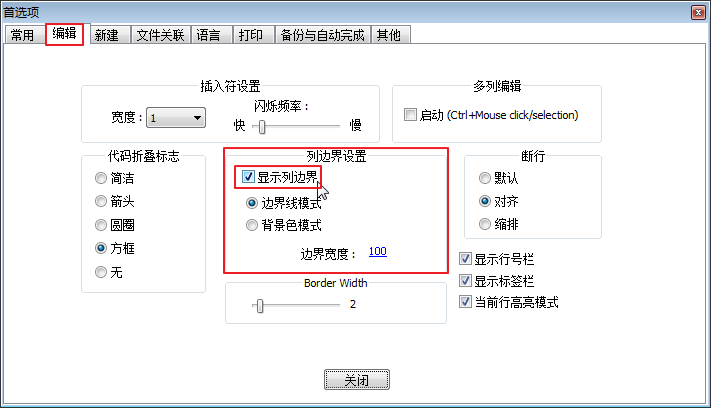 首选项
常用 编辑 新建 文件关联 语言 打印 备份与自动完成 其他
插入符设置
宽度： 1
闪烁频率：
快 慢
多列编辑
启动 (Ctrl+Mouse click/selection)
代码折叠标志
简洁
箭头
圆圈
方框
无
列边界设置
显示列边界
边界线模式
背景色模式
边界宽度： 100
断行
默认
对齐
缩排
Border Width
2
显示行号栏
显示标签栏
当前行高亮模式
关闭